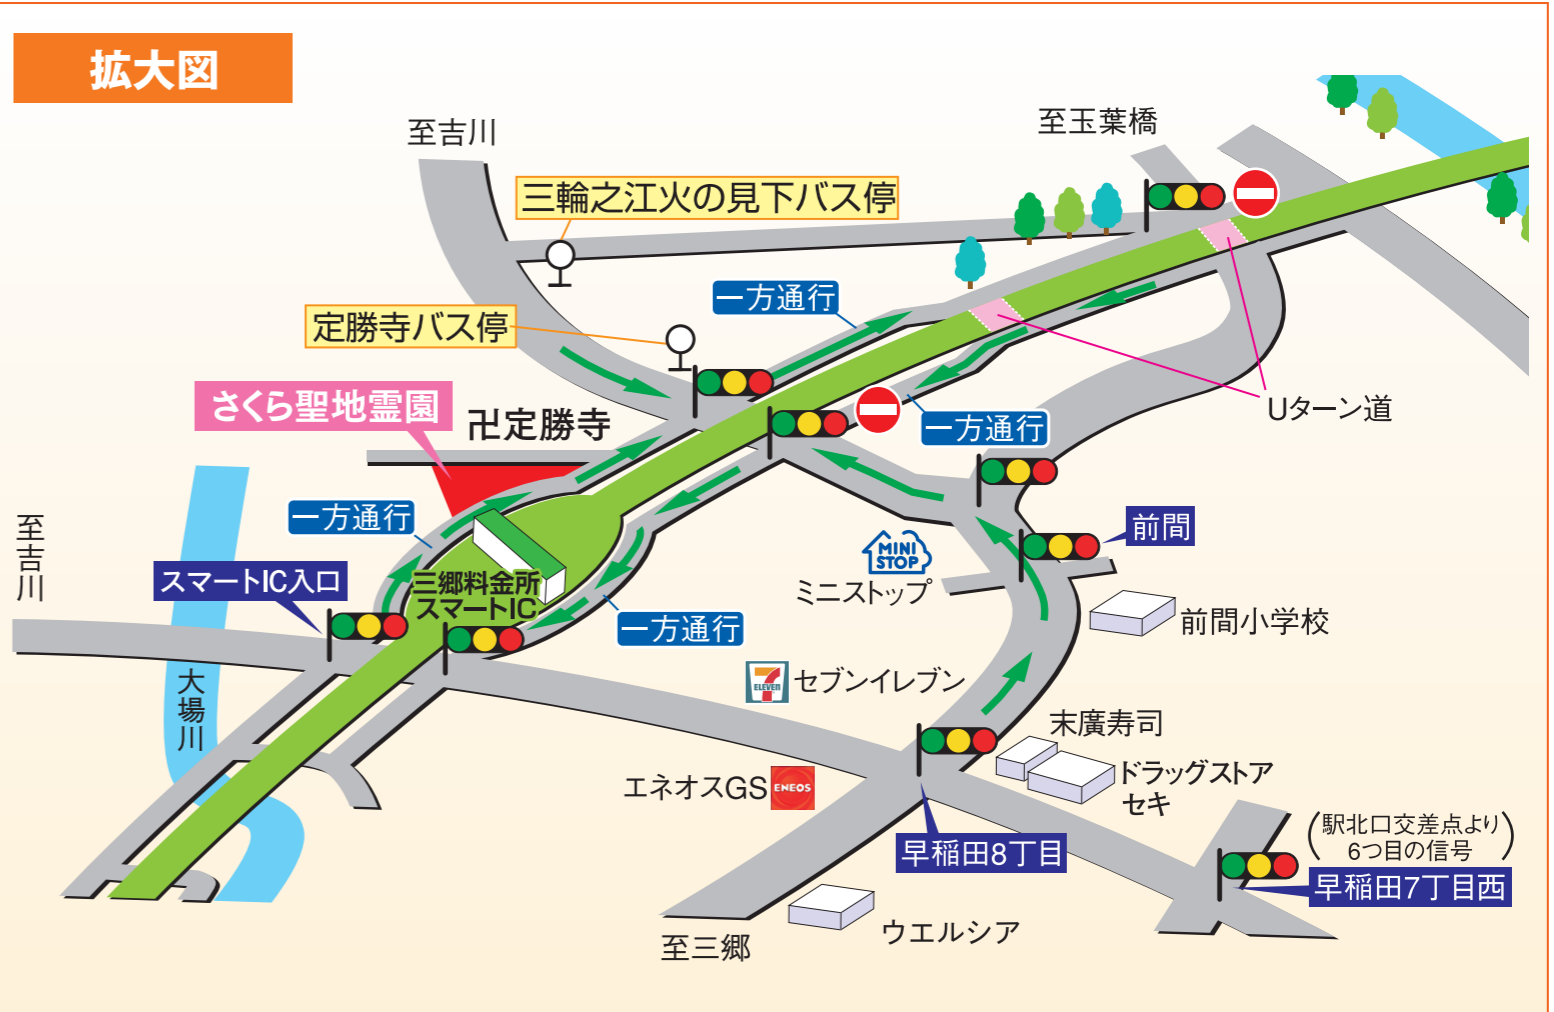 拡大図
至吉川
至玉葉橋
三輪之江火の見下バス停
一方通行
定勝寺バス停
さくら聖地霊園
卍定勝寺
Uターン道
一方通行
一方通行
至吉川
前間
MINI
STOP
ミニストップ
スマートIC入口
三郷料金所
スマートIC
一方通行
前間小学校
大場川
7
ELEVEN
セブンイレブン
末廣寿司
エネオスGS
ENEOS
ドラッグストア
セキ
早稲田8丁目
(駅北口交差点より
6つ目の信号)
早稲田7丁目西
ウエルシア
至三郷